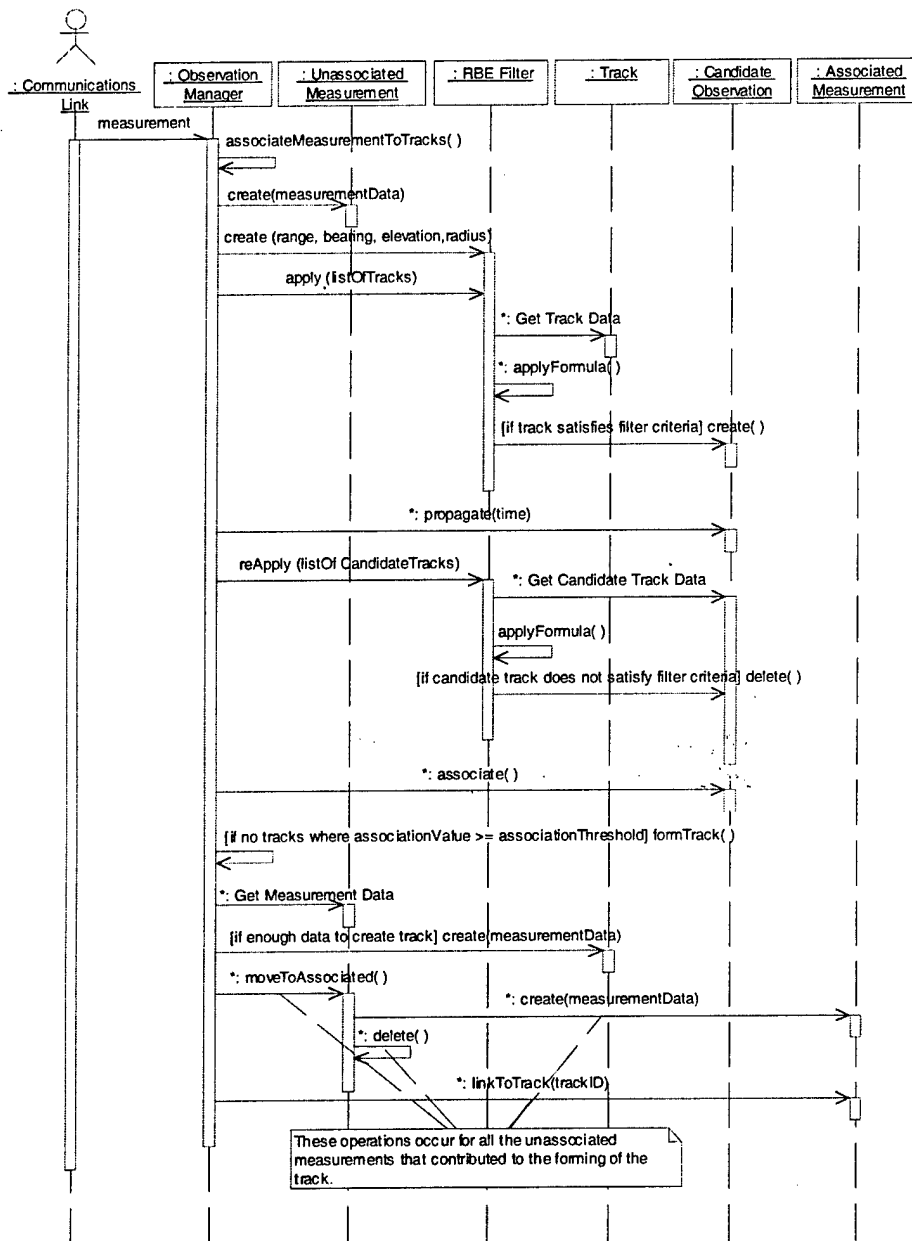 : Communications
Link
: Observation
Manager
: Unassociated
Measurement
: RBE Filter
: Track
: Candidate
Observation
: Associated
Measurement
measurement
associateMeasurementToTracks( )
create(measurementData)
create (range, bearing, elevation,radius)
apply (listOfTracks)
*: Get Track Data
*: applyFormula( )
[if track satisfies filter criteria] create( )
*: propagate(time)
reApply (listOf CandidateTracks)
*: Get Candidate Track Data
applyFormula( )
[if candidate track does not satisfy filter criteria] delete( )
*: associate( )
[if no tracks where associationValue >= associationThreshold] formTrack( )
*: Get Measurement Data
[if enough data to create track] create(measurementData)
*: moveToAssociated( )
*: create(measurementData)
*: delete( )
*: linkToTrack(trackID)
These operations occur for all the unassociated
measurements that contributed to the forming of the
track.